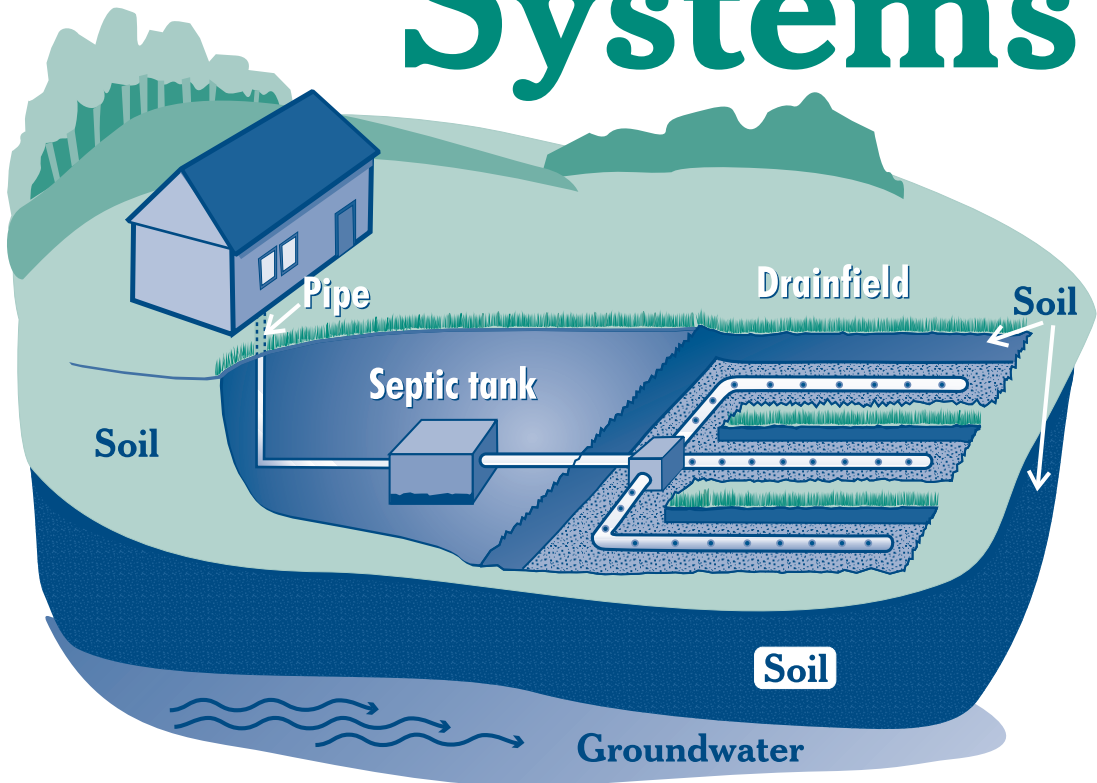 Systems
Drainfield
Pipe
Soil
Septic tank
Soil
Soil
Groundwater